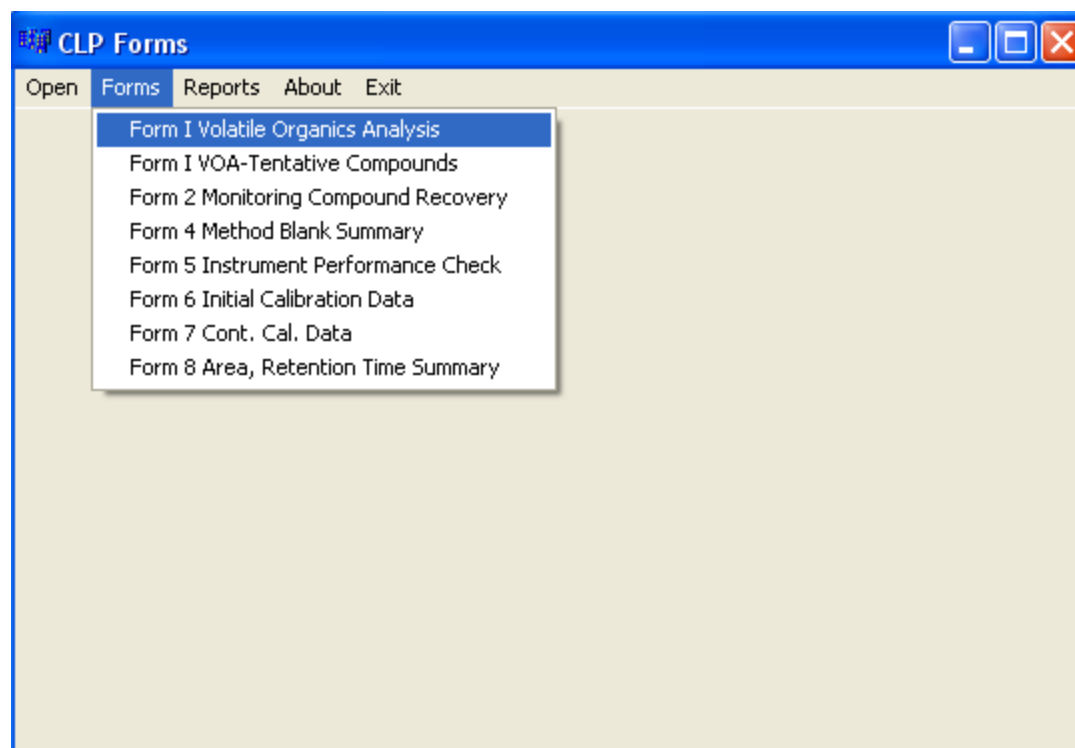 CLP Forms
Open Forms Reports About Exit
Form I Volatile Organics Analysis
Form I VOA-Tentative Compounds
Form 2 Monitoring Compound Recovery
Form 4 Method Blank Summary
Form 5 Instrument Performance Check
Form 6 Initial Calibration Data
Form 7 Cont. Cal. Data
Form 8 Area, Retention Time Summary